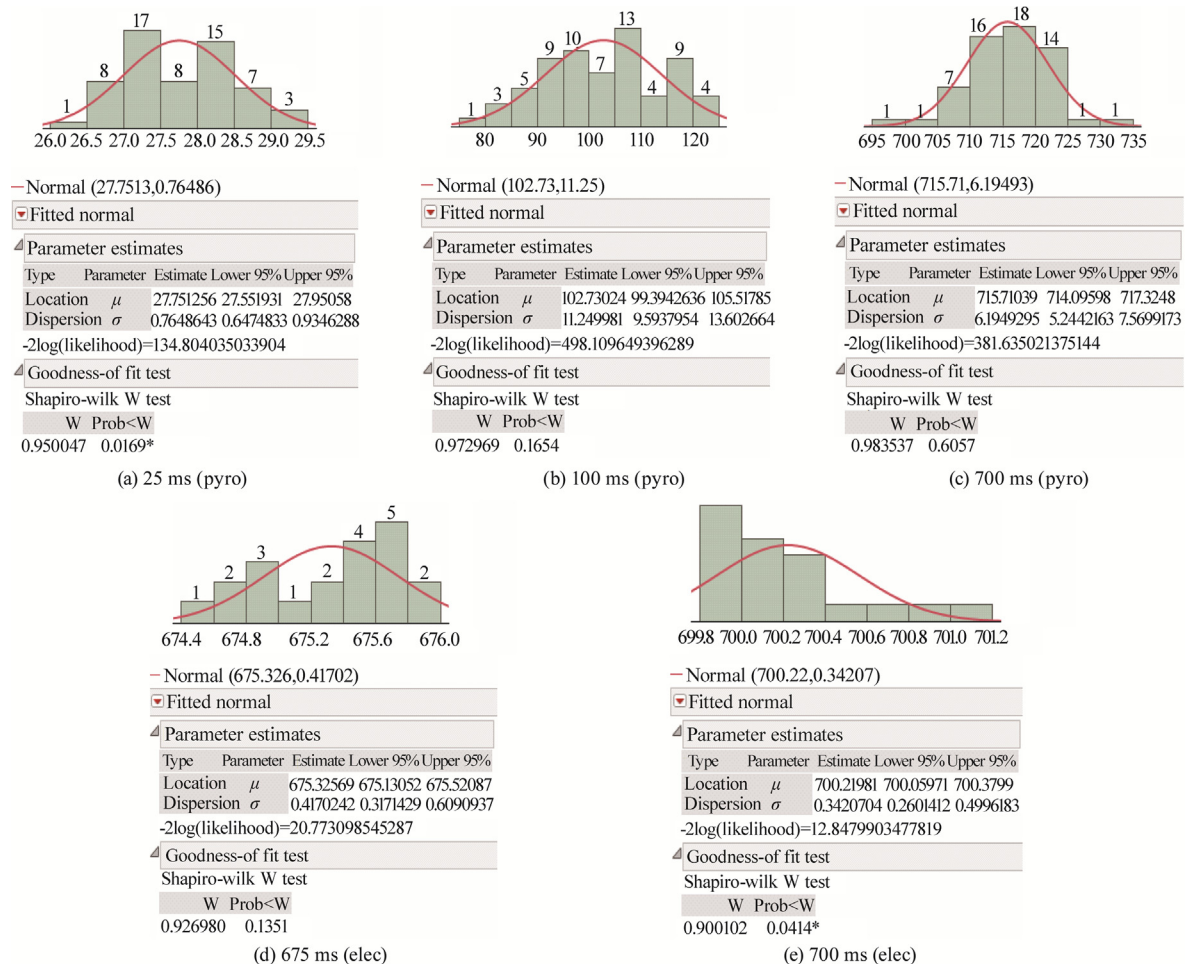 17
15
8
8
7
3
1
26.0 26.5 27.0 27.5 28.0 28.5 29.0 29.5
Normal (27.7513,0.76486)
Fitted normal
Parameter estimates
Type Parameter Estimate Lower 95% Upper 95%
Location μ 27.751256 27.551931 27.95058
Dispersion σ 0.7648643 0.6474833 0.9346288
-2log(likelihood)=134.804035033904
Goodness-of fit test
Shapiro-wilk W test
W Prob<W
0.950047 0.0169*
(a) 25 ms (pyro)
13
10
9
9
7
5
4
4
3
1
80 90 100 110 120
Normal (102.73,11.25)
Fitted normal
Parameter estimates
Type Parameter Estimate Lower 95% Upper 95%
Location μ 102.73024 99.3942636 105.51785
Dispersion σ 11.249981 9.5937954 13.602664
-2log(likelihood)=498.109649396289
Goodness-of fit test
Shapiro-wilk W test
W Prob<W
0.972969 0.1654
(b) 100 ms (pyro)
18
16
14
7
1
1
1
1
695 700 705 710 715 720 725 730 735
Normal (715.71,6.19493)
Fitted normal
Parameter estimates
Type Parameter Estimate Lower 95% Upper 95%
Location μ 715.71039 714.09598 717.3248
Dispersion σ 6.1949295 5.2442163 7.5699173
-2log(likelihood)=381.635021375144
Goodness-of fit test
Shapiro-wilk W test
W Prob<W
0.983537 0.6057
(c) 700 ms (pyro)
5
4
3
2
2
2
1
1
674.4 674.8 675.2 675.6 676.0
Normal (675.326,0.41702)
Fitted normal
Parameter estimates
Type Parameter Estimate Lower 95% Upper 95%
Location μ 675.32569 675.13052 675.52087
Dispersion σ 0.4170242 0.3171429 0.6090937
-2log(likelihood)=20.773098545287
Goodness-of fit test
Shapiro-wilk W test
W Prob<W
0.926980 0.1351
(d) 675 ms (elec)
699.8 700.0 700.2 700.4 700.6 700.8 701.0 701.2
Normal (700.22,0.34207)
Fitted normal
Parameter estimates
Type Parameter Estimate Lower 95% Upper 95%
Location μ 700.21981 700.05971 700.3799
Dispersion σ 0.3420704 0.2601412 0.4996183
-2log(likelihood)=12.8479903477819
Goodness-of fit test
Shapiro-wilk W test
W Prob<W
0.900102 0.0414*
(e) 700 ms (elec)